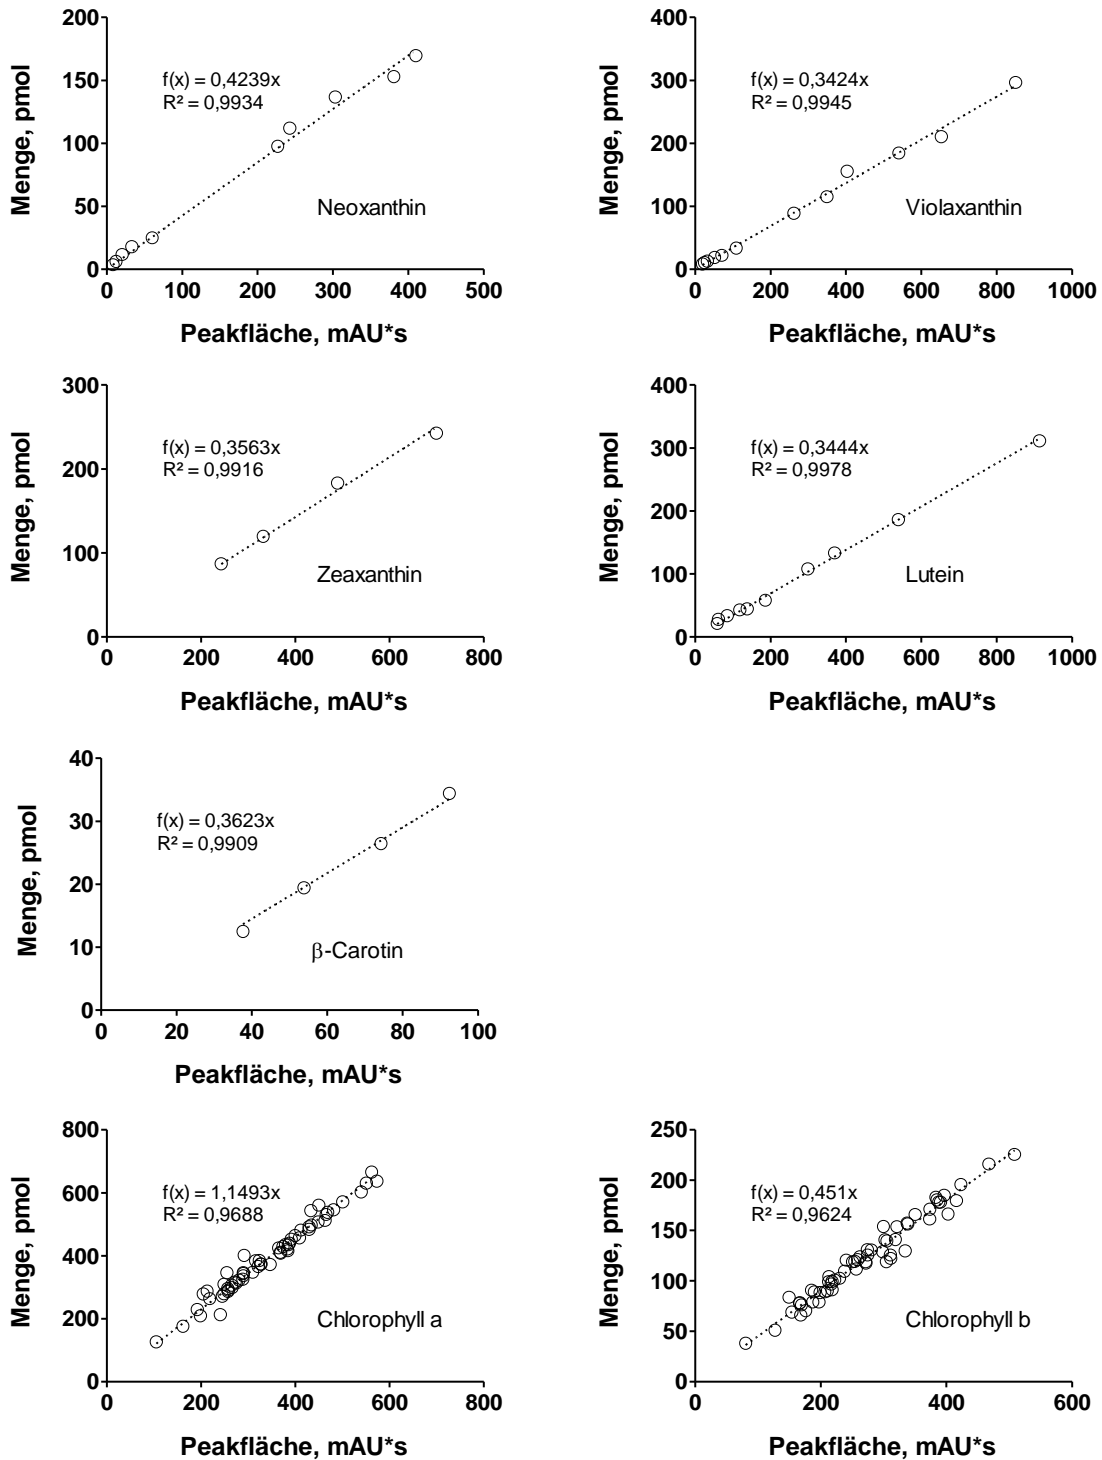 200
150
100
50
0
0 100 200 300 400 500
Menge, pmol
f(x) = 0,4239x
R² = 0,9934
Neoxanthin
Peakfläche, mAU*s
400
300
200
100
0
0 200 400 600 800 1000
Menge, pmol
f(x) = 0,3424x
R² = 0,9945
Violaxanthin
Peakfläche, mAU*s
300
200
100
0
0 200 400 600 800
Menge, pmol
f(x) = 0,3563x
R² = 0,9916
Zeaxanthin
Peakfläche, mAU*s
400
300
200
100
0
0 200 400 600 800 1000
Menge, pmol
f(x) = 0,3444x
R² = 0,9978
Lutein
Peakfläche, mAU*s
40
30
20
10
0
0 20 40 60 80 100
Menge, pmol
f(x) = 0,3623x
R² = 0,9909
β-Carotin
Peakfläche, mAU*s
800
600
400
200
0
0 200 400 600 800
Menge, pmol
f(x) = 1,1493x
R² = 0,9688
Chlorophyll a
Peakfläche, mAU*s
250
200
150
100
50
0
0 200 400 600
Menge, pmol
f(x) = 0,451x
R² = 0,9624
Chlorophyll b
Peakfläche, mAU*s